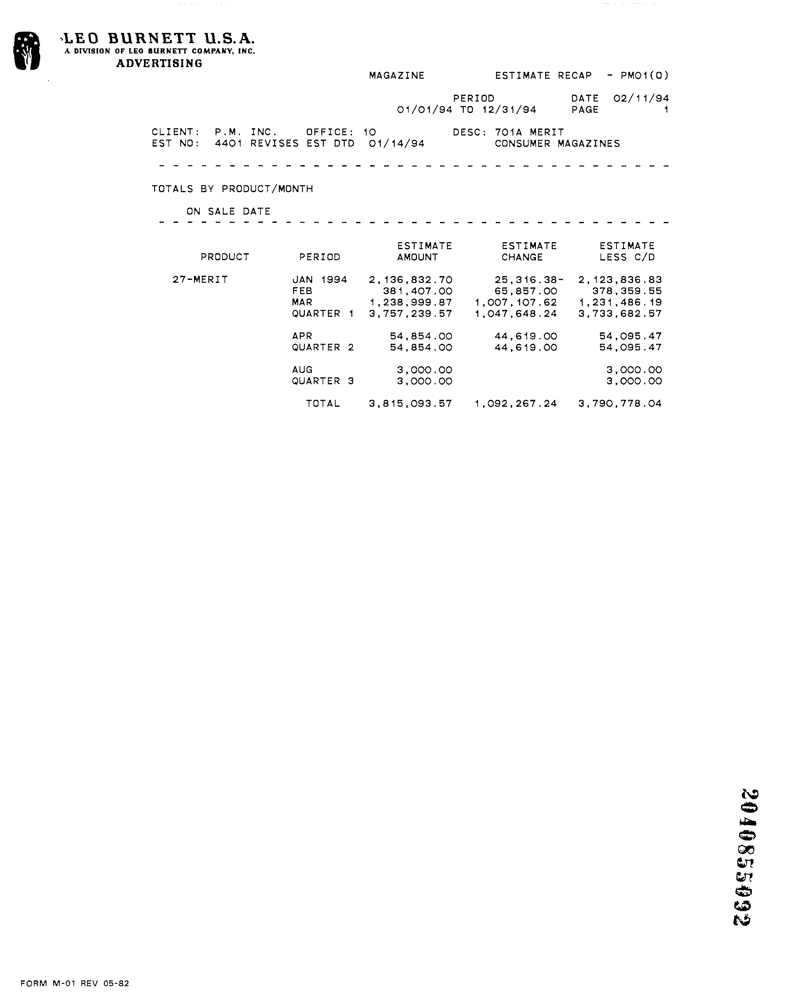 LEO BURNETT U.S.A.
A DIVISION OF LEO BURNETT COMPANY, INC.
ADVERTISING
MAGAZINE ESTIMATE RECAP - PM01(0)
PERIOD DATE 02/11/94
01/01/94 TO 12/31/94 PAGE 1
CLIENT: P.M. INC. OFFICE: 10 DESC: 701A MERIT
EST NO: 4401 REVISES EST DTD 01/14/94 CONSUMER MAGAZINES
- - - - - - - - - - - - - - - - - - - - - - - - - - - - - - - - - - - - -
TOTALS BY PRODUCT/MONTH
ON SALE DATE
- - - - - - - - - - - - - - - - - - - - - - - - - - - - - - - - - - - - -
ESTIMATE ESTIMATE ESTIMATE
PRODUCT PERIOD AMOUNT CHANGE LESS C/D
27-MERIT JAN 1994 2,136,832.70 25,316.38- 2,123,836.83
FEB 381,407.00 65,857.00 378,359.55
MAR 1,238,999.87 1,007,107.62 1,231,486.19
QUARTER 1 3,757,239.57 1,047,648.24 3,733,682.57
APR 54,854.00 44,619.00 54,095.47
QUARTER 2 54,854.00 44,619.00 54,095.47
AUG 3,000.00 3,000.00
QUARTER 3 3,000.00 3,000.00
TOTAL 3,815,093.57 1,092,267.24 3,790,778.04
2040855092
FORM M-01 REV 05-82